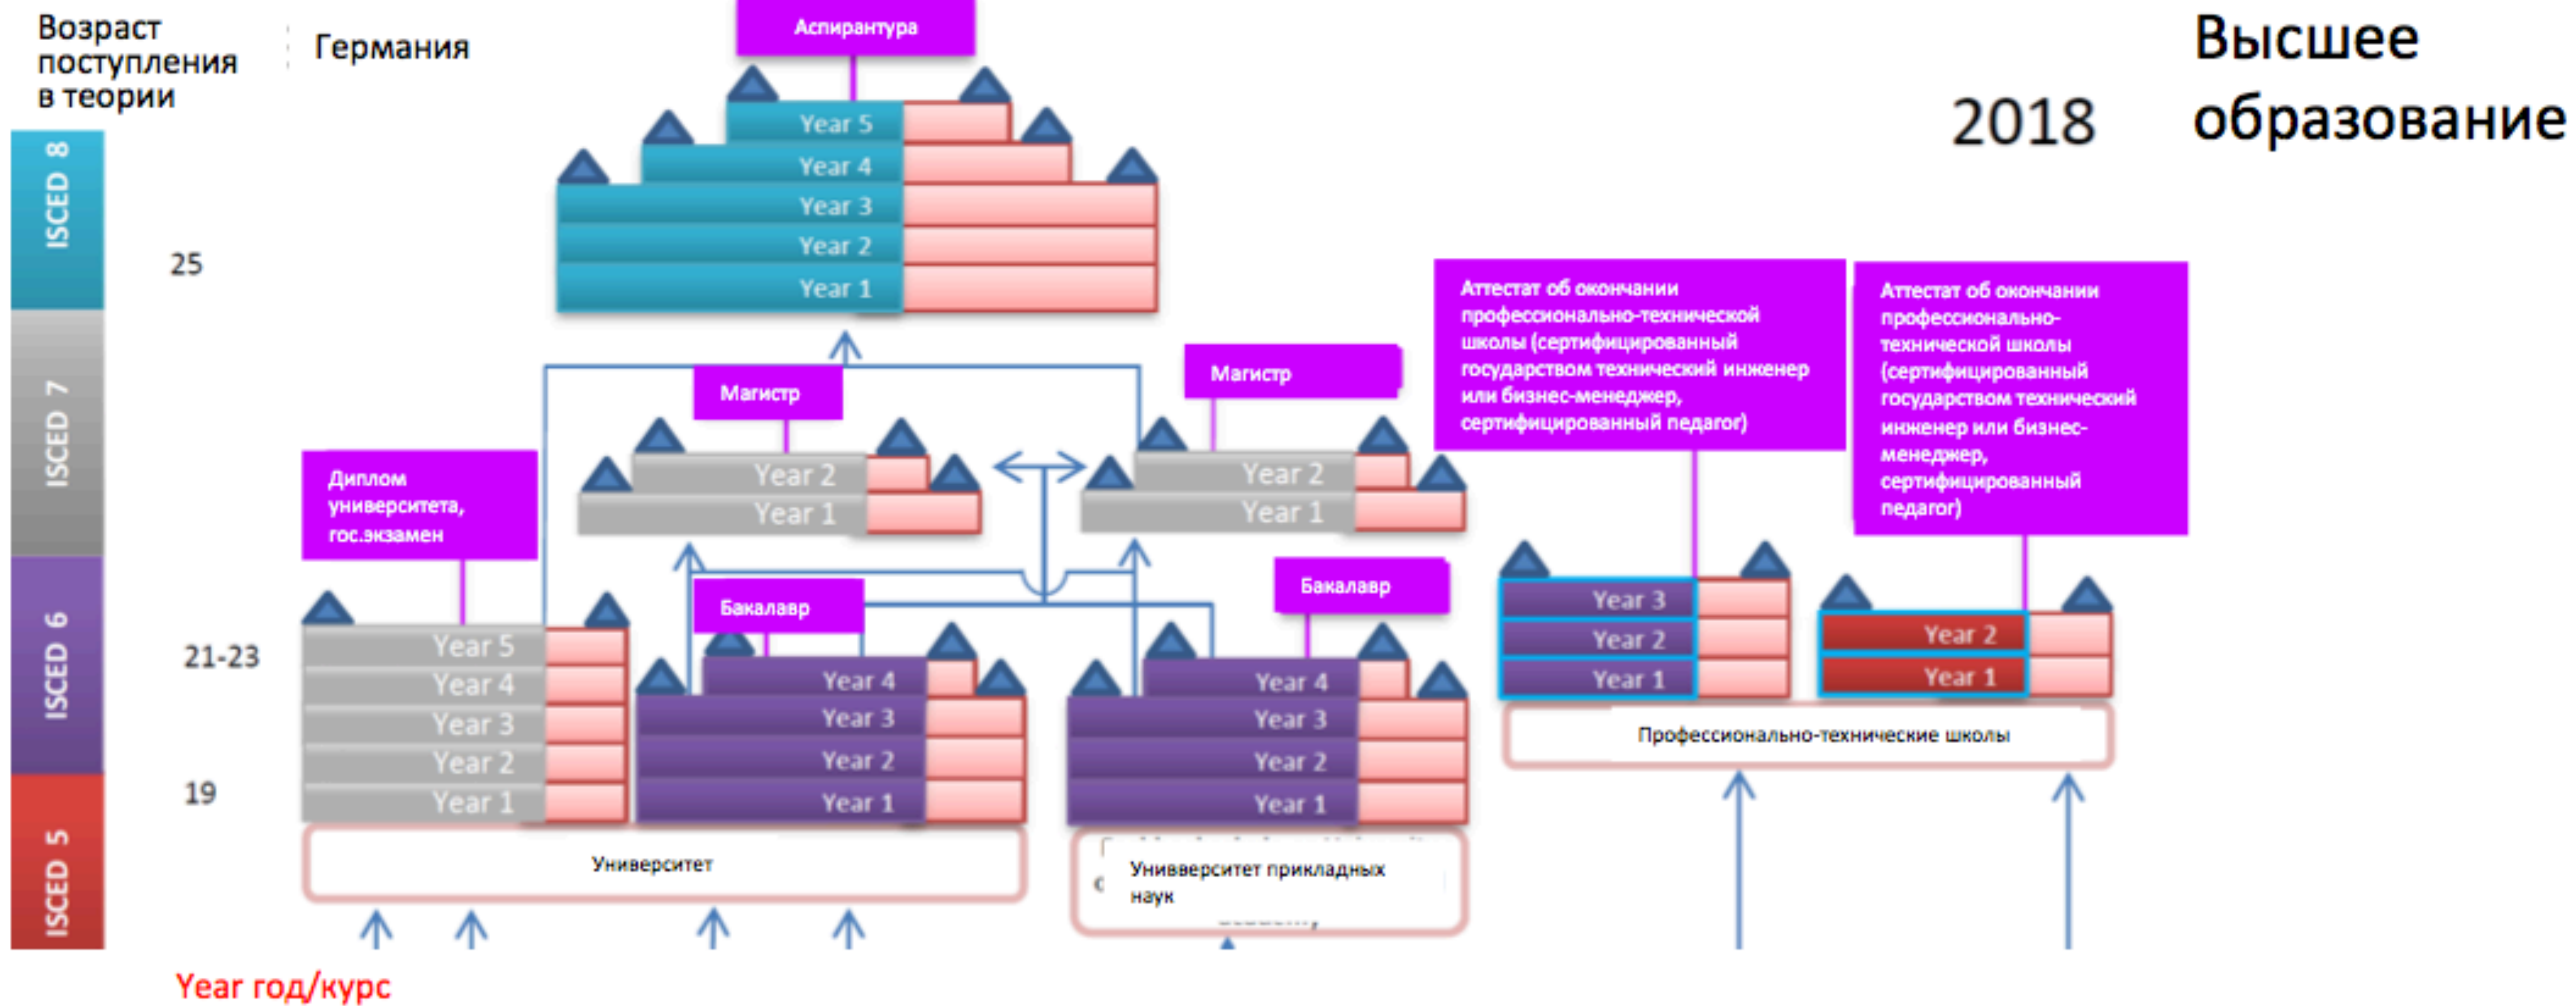 Возраст
поступления
в теории
Германия
2018
Высшее
образование
Аспирантура
ISCED 8
ISCED 7
ISCED 6
ISCED 5
25
21-23
19
Year 5
Year 4
Year 3
Year 2
Year 1
Магистр
Year 2
Year 1
Магистр
Year 2
Year 1
Диплом
университета,
гос.экзамен
Year 5
Year 4
Year 3
Year 2
Year 1
Бакалавр
Year 4
Year 3
Year 2
Year 1
Университет
Бакалавр
Year 4
Year 3
Year 2
Year 1
Унивверситет прикладных
наук
Аттестат об окончании
профессионально-технической
школы (сертифицированный
государством технический инженер
или бизнес-менеджер,
сертифицированный педагог)
Year 3
Year 2
Year 1
Аттестат об окончании
профессионально-
технической школы
(сертифицированный
государством технический
инженер или бизнес-
менеджер,
сертифицированный
педагог)
Year 2
Year 1
Профессионально-технические школы
Year год/курс